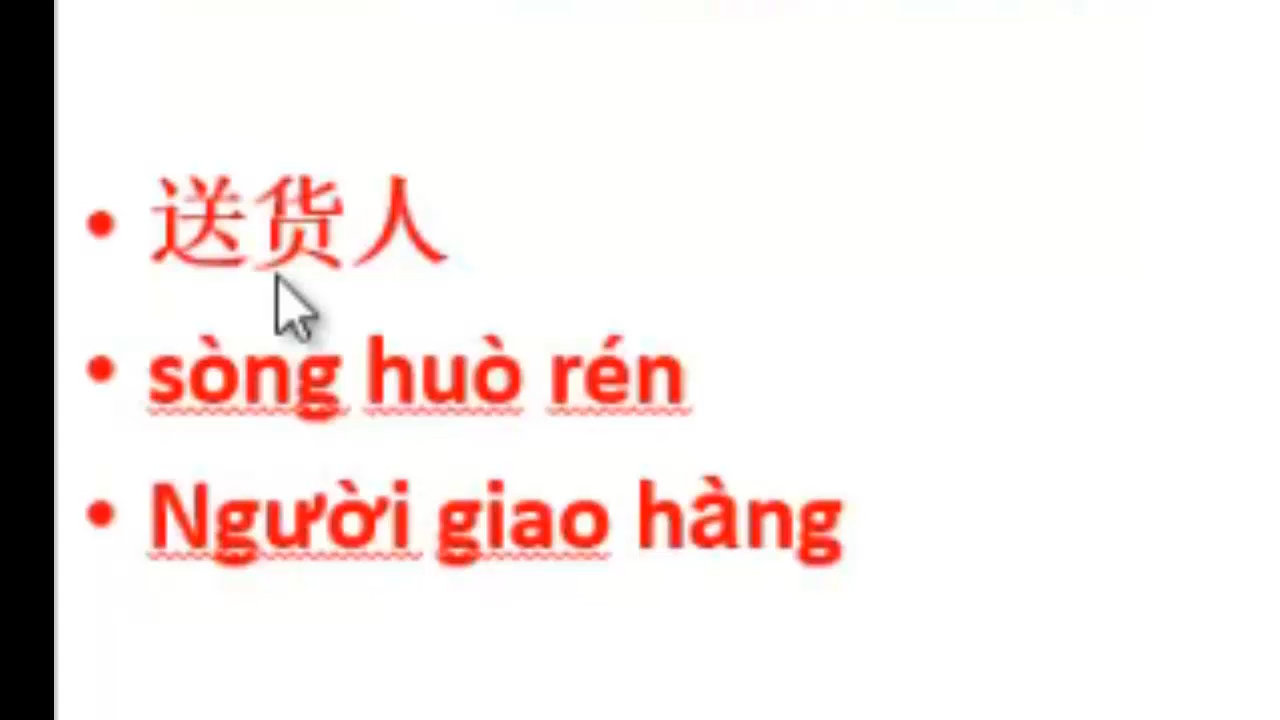 • 送货人
• sòng huò rén
• Người giao hàng